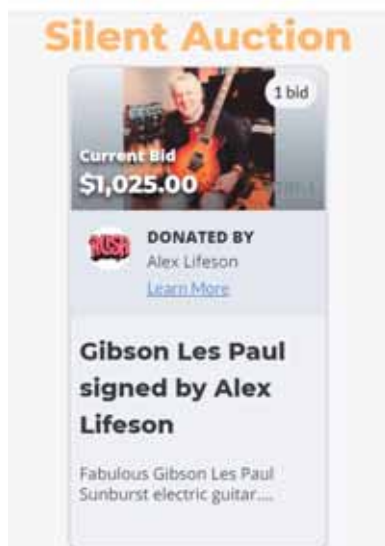 Silent Auction
1 bid
Current Bid
$1,025.00
RUSH
DONATED BY
Alex Lifeson
Learn More
Gibson Les Paul
signed by Alex
Lifeson
Fabulous Gibson Les Paul
Sunburst electric guitar....